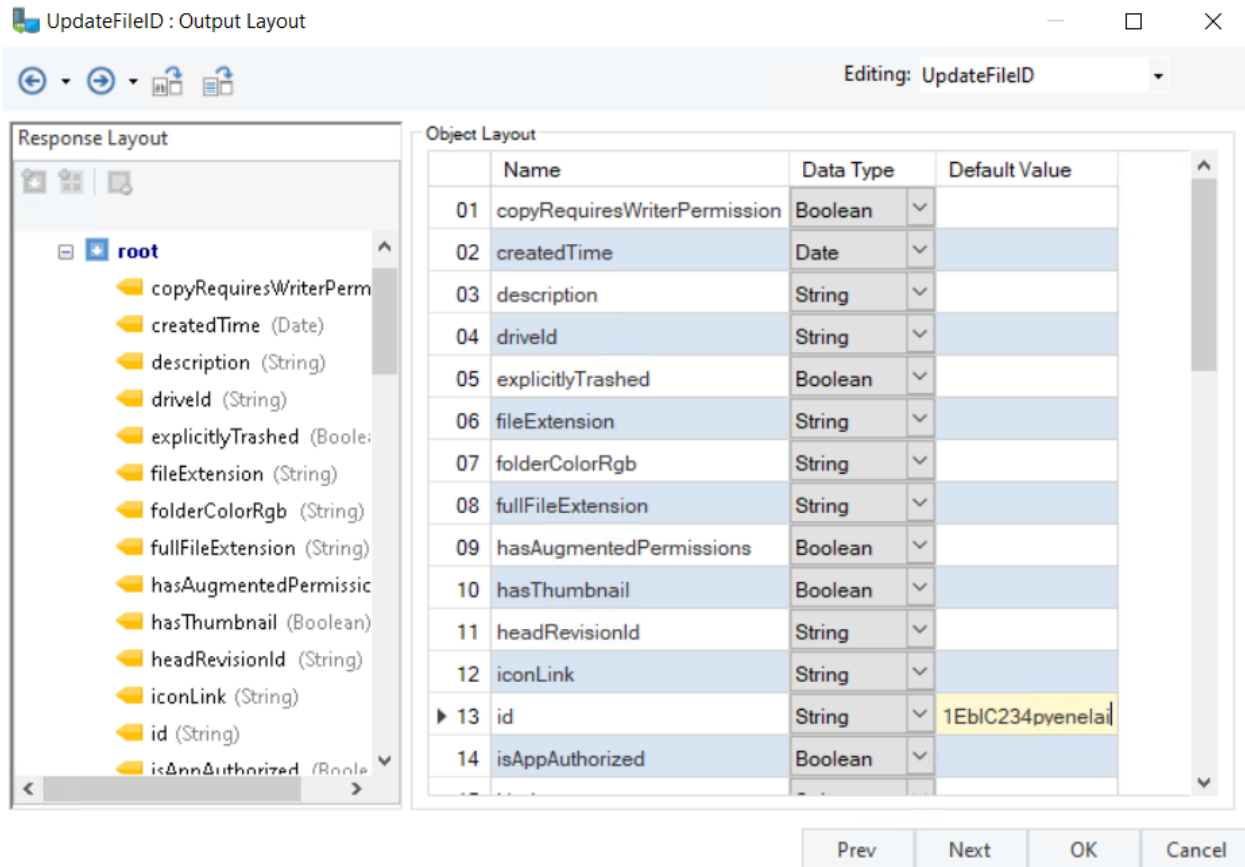 UpdateFileID : Output Layout
Editing: UpdateFileID
Response Layout
root
copyRequiresWriterPerm
createdTime (Date)
description (String)
driveId (String)
explicitlyTrashed (Boolea
fileExtension (String)
folderColorRgb (String)
fullFileExtension (String)
hasAugmentedPermissic
hasThumbnail (Boolean)
headRevisionId (String)
iconLink (String)
id (String)
isAppAuthorized (Boole
Object Layout
Name Data Type Default Value
01 copyRequiresWriterPermission Boolean
02 createdTime Date
03 description String
04 driveId String
05 explicitlyTrashed Boolean
06 fileExtension String
07 folderColorRgb String
08 fullFileExtension String
09 hasAugmentedPermissions Boolean
10 hasThumbnail Boolean
11 headRevisionId String
12 iconLink String
13 id String 1EblC234pyenelai
14 isAppAuthorized Boolean
Prev Next OK Cancel